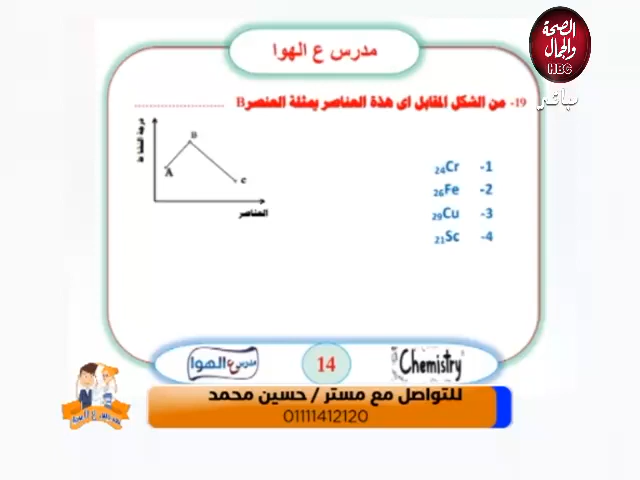 الصحة
والجمال
HBC
مباشر
مدرس ع الهوا
19- من الشكل المقابل اى هذة العناصر يمثلة العنصر B ......................
B
A
c
العناصر
1- ₂₄Cr
2- ₂₆Fe
3- ₂₉Cu
4- ₂₁Sc
مدرس ع الهوا
14
Chemistry
للتواصل مع مستر / حسين محمد
01111412120